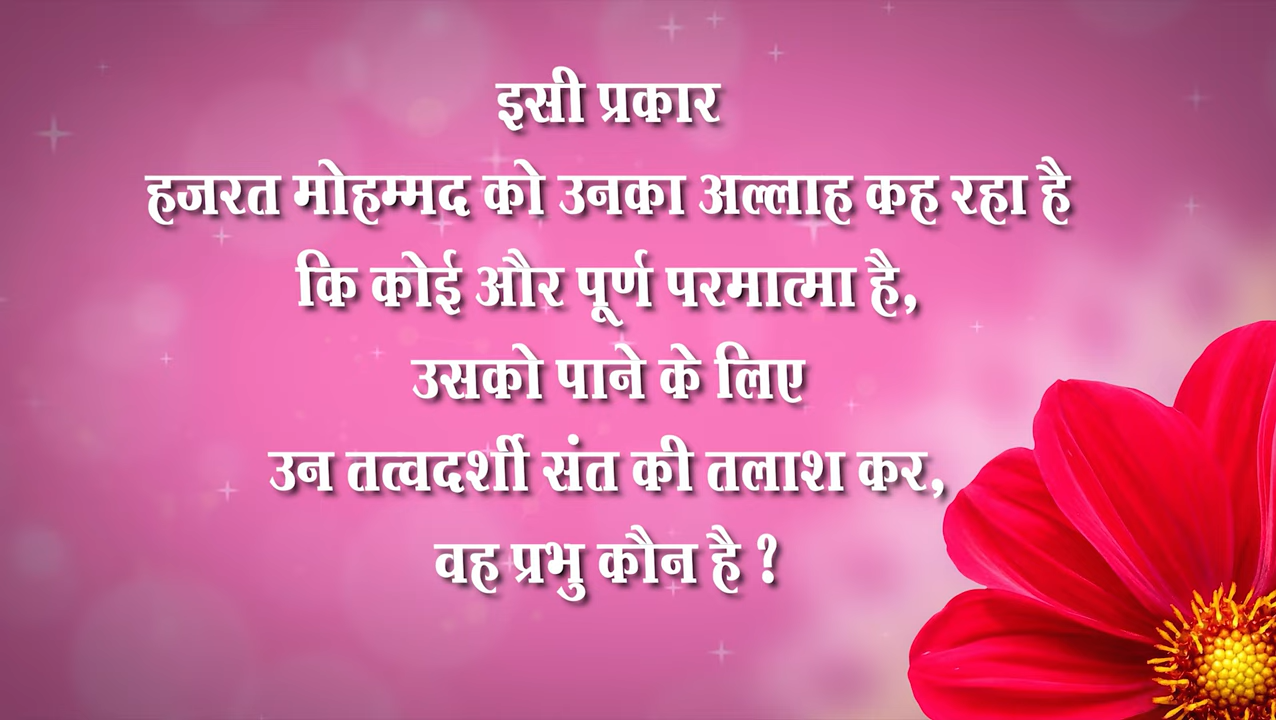 इसी प्रकार
हजरत मोहम्मद को उनका अल्लाह कह रहा है
कि कोई और पूर्ण परमात्मा है,
उसको पाने के लिए
उन तत्वदर्शी संत की तलाश कर,
वह प्रभु कौन है ?